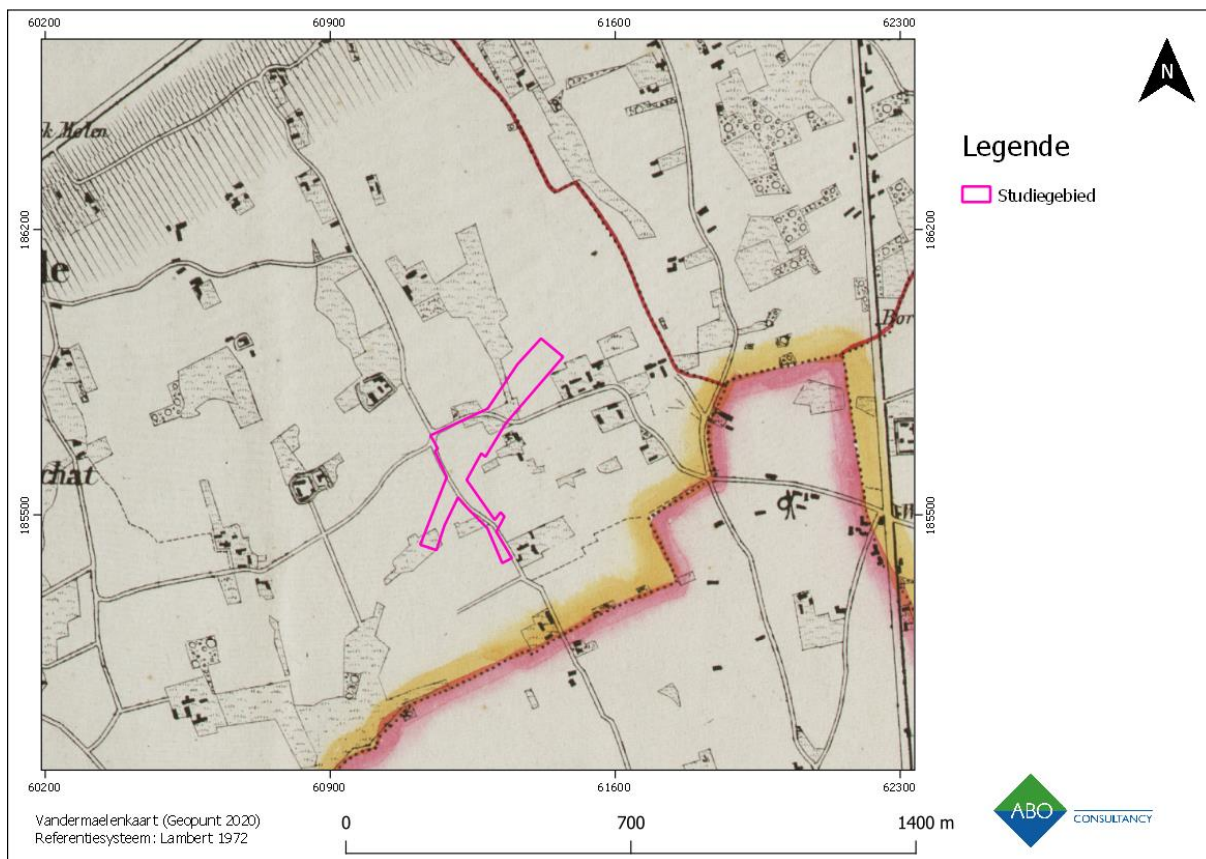 60200 60900 61600 62300
N
k Molen
Legende
Studiegebied
186200 186200
le
Bor
chat
185500 185500
60200 60900 61600 62300
Vandermaelenkaart (Geopunt 2020)
Referentiesysteem: Lambert 1972
0 700 1400 m
ABO CONSULTANCY